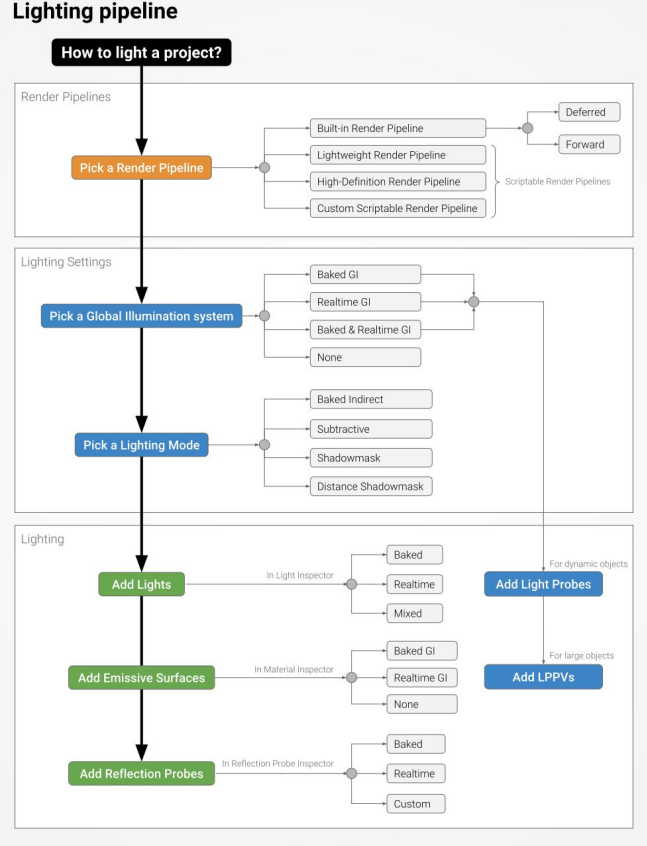 Lighting pipeline
How to light a project?
Render Pipelines
Pick a Render Pipeline
Built-in Render Pipeline
Deferred
Forward
Lightweight Render Pipeline
High-Definition Render Pipeline
Custom Scriptable Render Pipeline
Scriptable Render Pipelines
Lighting Settings
Pick a Global Illumination system
Baked GI
Realtime GI
Baked & Realtime GI
None
Pick a Lighting Mode
Baked Indirect
Subtractive
Shadowmask
Distance Shadowmask
Lighting
Add Lights
In Light Inspector
Baked
Realtime
Mixed
For dynamic objects
Add Light Probes
Add Emissive Surfaces
In Material Inspector
Baked GI
Realtime GI
None
For large objects
Add LPPVs
Add Reflection Probes
In Reflection Probe Inspector
Baked
Realtime
Custom